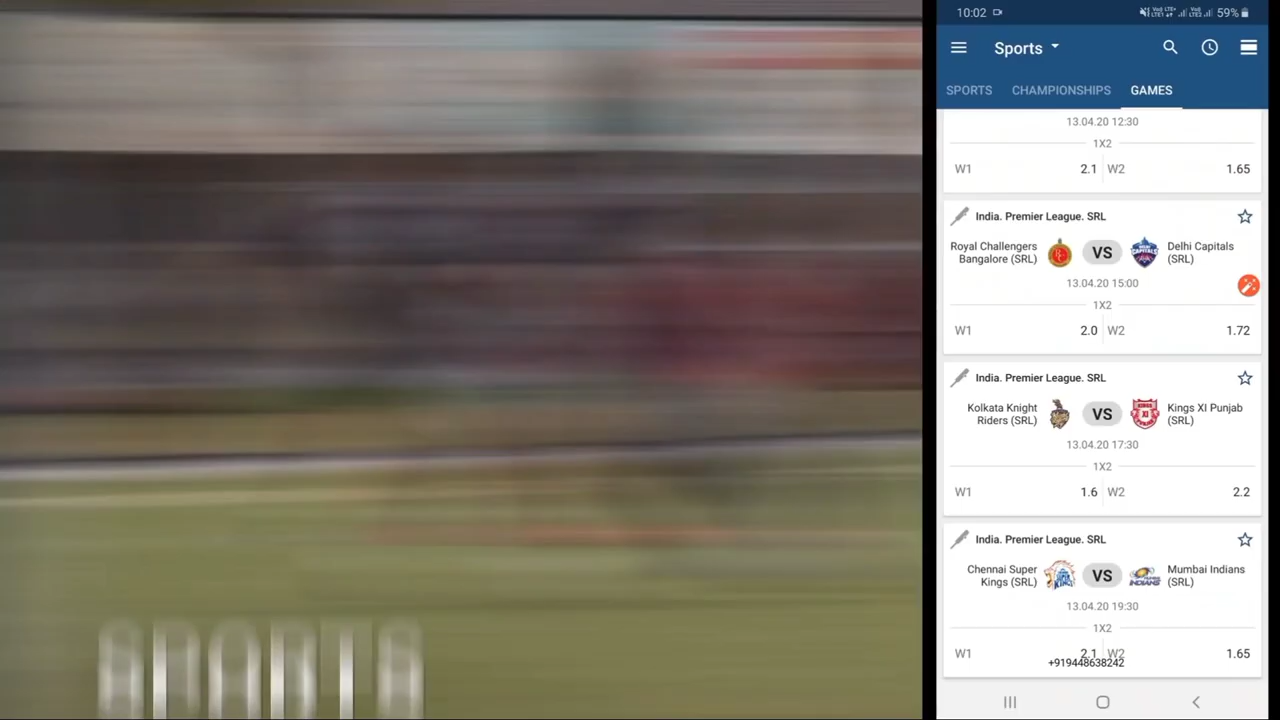 10:02
59%
Sports
SPORTS CHAMPIONSHIPS GAMES
13.04.20 12:30
1X2
W1 2.1 W2 1.65
India. Premier League. SRL
Royal Challengers Bangalore (SRL) VS Delhi Capitals (SRL)
13.04.20 15:00
1X2
W1 2.0 W2 1.72
India. Premier League. SRL
Kolkata Knight Riders (SRL) VS Kings XI Punjab (SRL)
13.04.20 17:30
1X2
W1 1.6 W2 2.2
India. Premier League. SRL
Chennai Super Kings (SRL) VS Mumbai Indians (SRL)
13.04.20 19:30
1X2
W1 2.1 W2 1.65
+919448638242
SPORTS